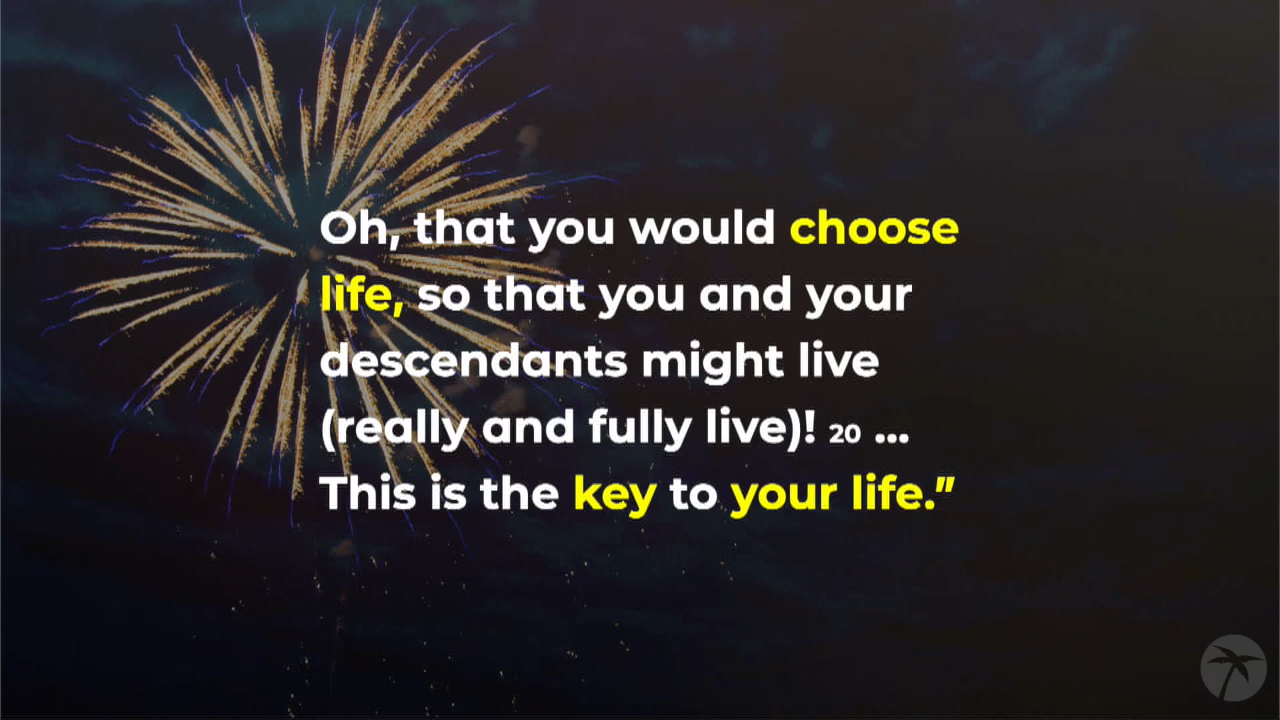 Oh, that you would choose
life, so that you and your
descendants might live
(really and fully live)! 20 ...
This is the key to your life.”